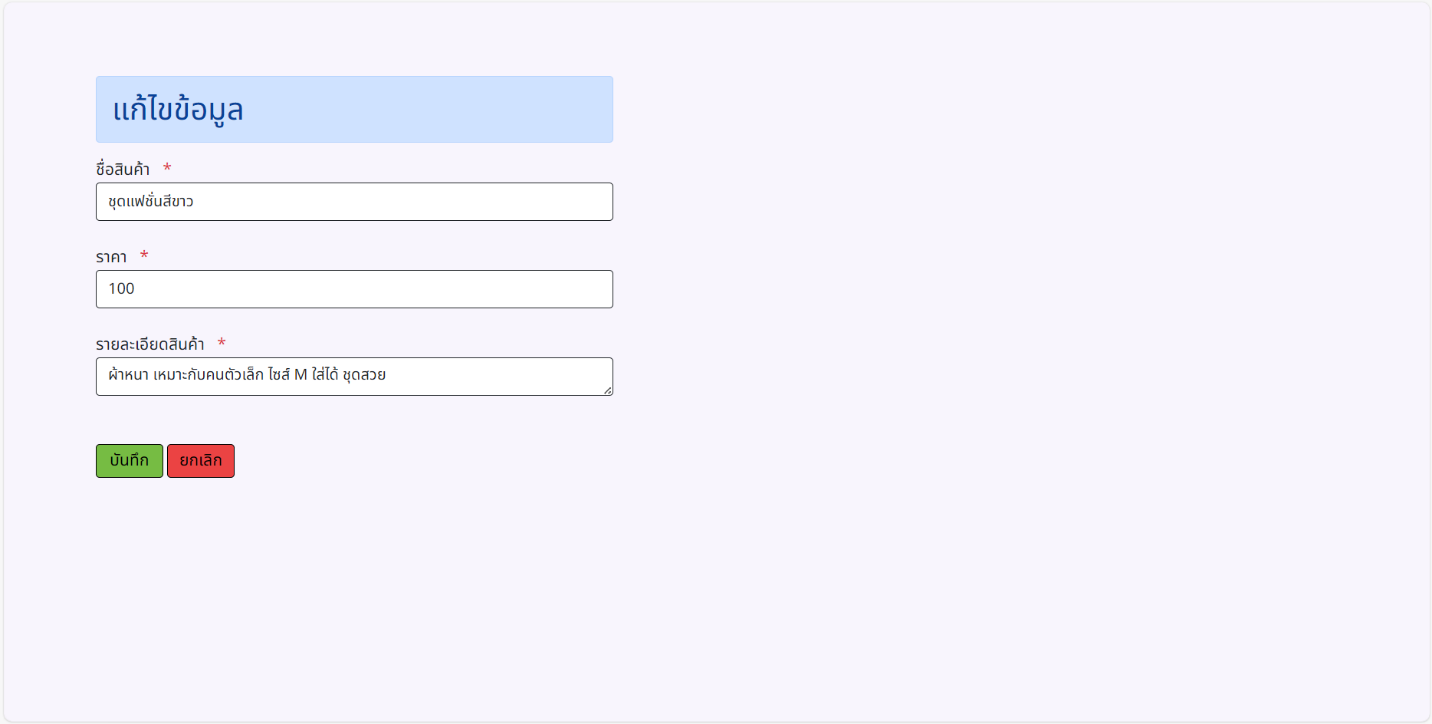 แก้ไขข้อมูล
ชื่อสินค้า *
ชุดแฟชั่นสีขาว
ราคา *
100
รายละเอียดสินค้า *
ผ้าหนา เหมาะกับคนตัวเล็ก ไซส์ M ใส่ได้ ชุดสวย
บันทึก ยกเลิก